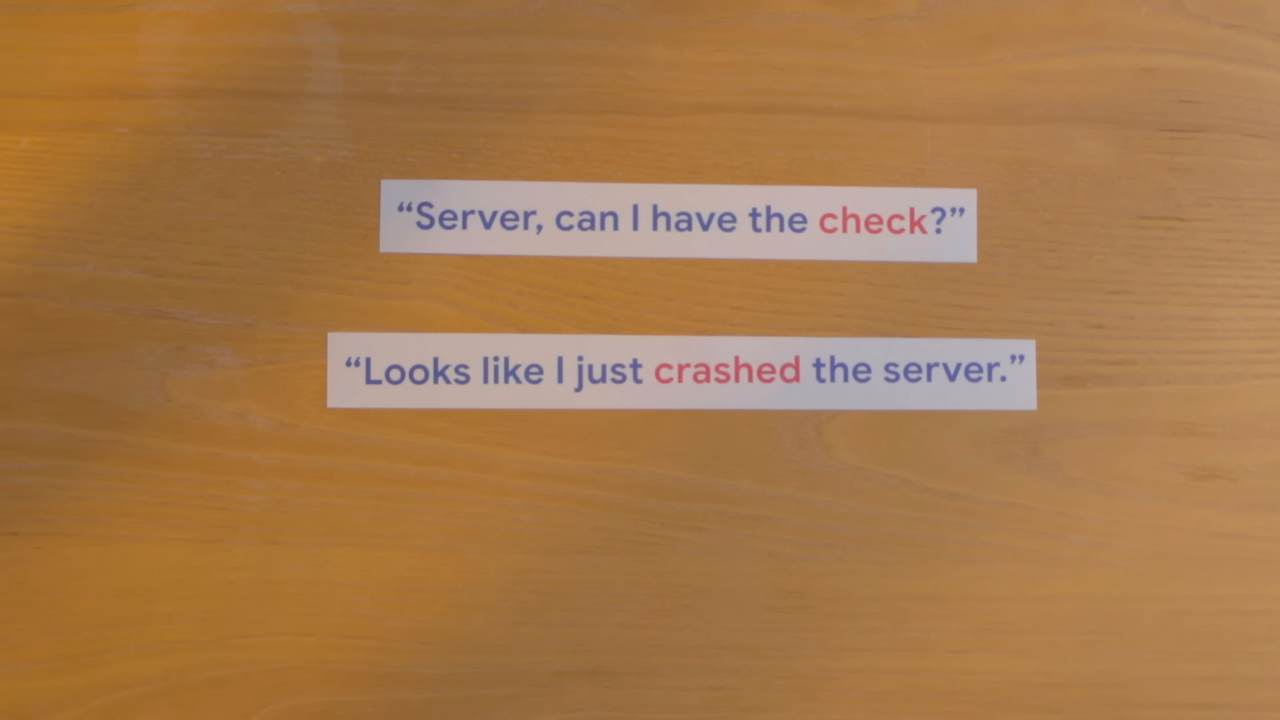 “Server, can I have the check?”
“Looks like I just crashed the server.”